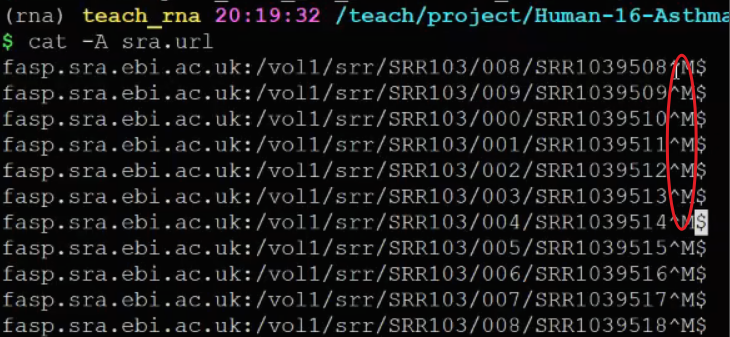 (rna) teach_rna 20:19:32 /teach/project/Human-16-Asthma
$ cat -A sra.url
fasp.sra.ebi.ac.uk:/vol1/srr/SRR103/008/SRR1039508^M$
fasp.sra.ebi.ac.uk:/vol1/srr/SRR103/009/SRR1039509^M$
fasp.sra.ebi.ac.uk:/vol1/srr/SRR103/000/SRR1039510^M$
fasp.sra.ebi.ac.uk:/vol1/srr/SRR103/001/SRR1039511^M$
fasp.sra.ebi.ac.uk:/vol1/srr/SRR103/002/SRR1039512^M$
fasp.sra.ebi.ac.uk:/vol1/srr/SRR103/003/SRR1039513^M$
fasp.sra.ebi.ac.uk:/vol1/srr/SRR103/004/SRR1039514^M$
fasp.sra.ebi.ac.uk:/vol1/srr/SRR103/005/SRR1039515^M$
fasp.sra.ebi.ac.uk:/vol1/srr/SRR103/006/SRR1039516^M$
fasp.sra.ebi.ac.uk:/vol1/srr/SRR103/007/SRR1039517^M$
fasp.sra.ebi.ac.uk:/vol1/srr/SRR103/008/SRR1039518^M$